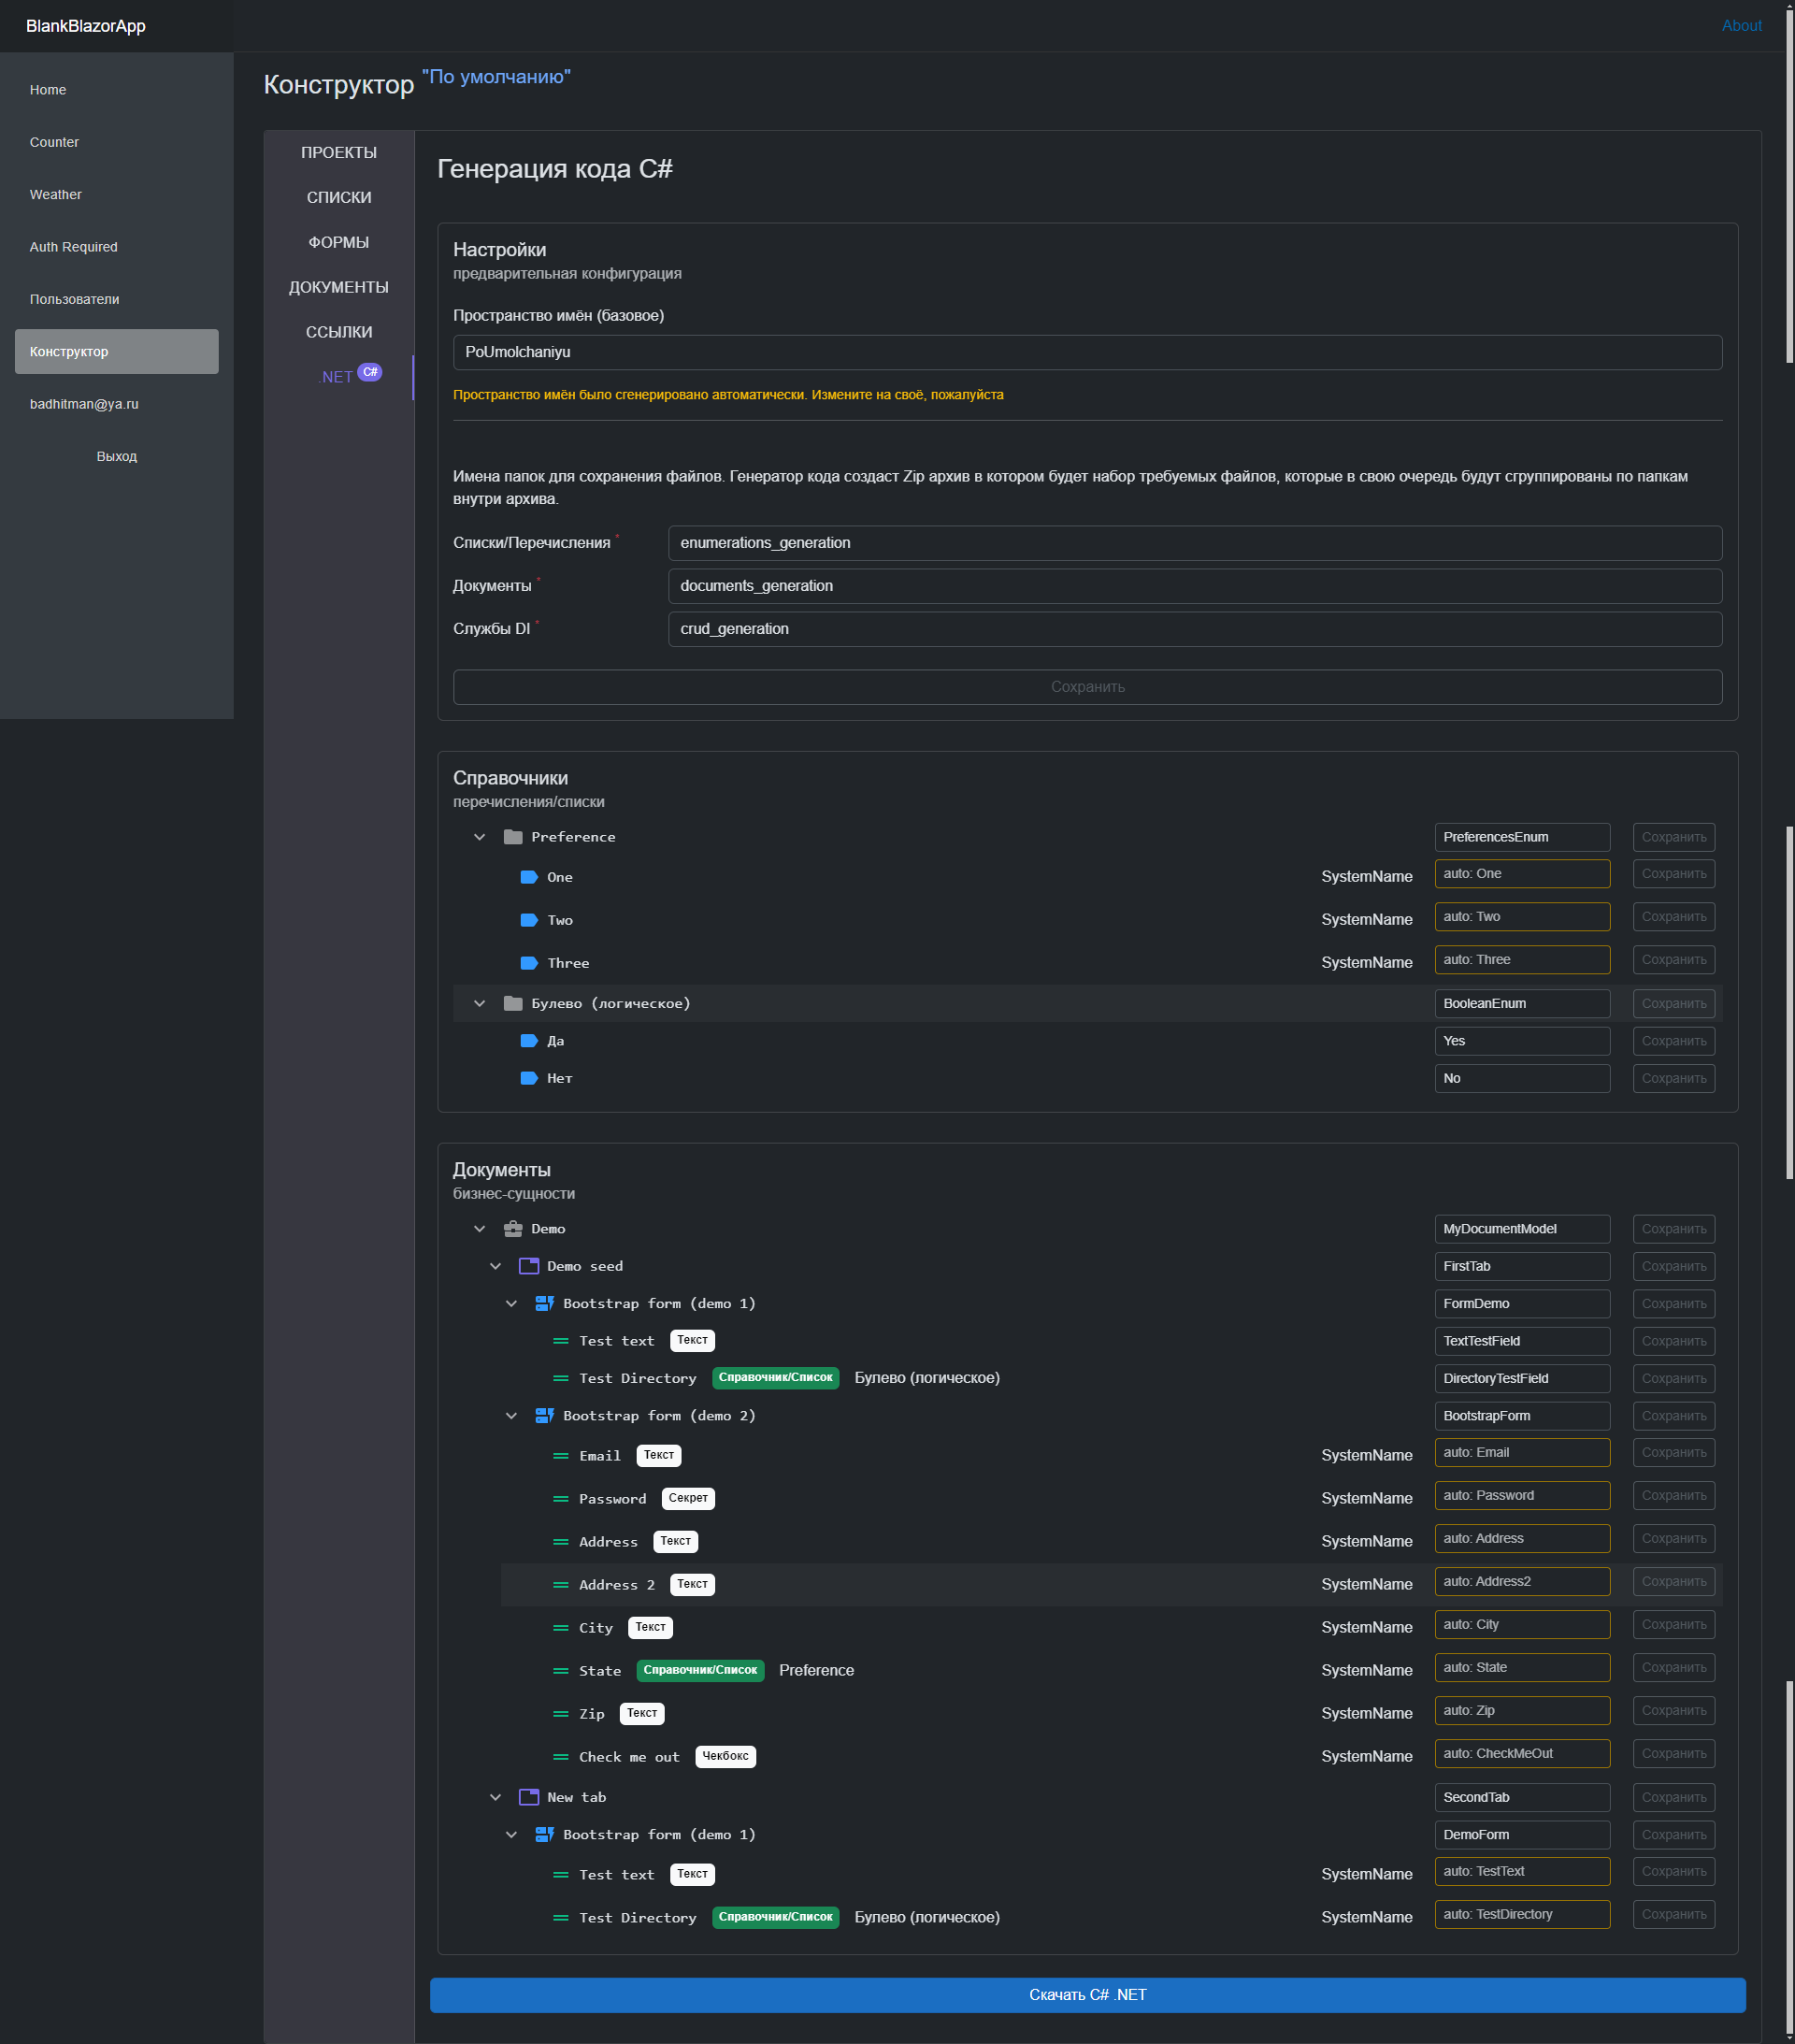 BlankBlazorApp
About
Home
Counter
Weather
Auth Required
Пользователи
Конструктор
badhitman@ya.ru
Выход
Конструктор "По умолчанию"
ПРОЕКТЫ
СПИСКИ
ФОРМЫ
ДОКУМЕНТЫ
ССЫЛКИ
.NET C#
Генерация кода C#
Настройки
предварительная конфигурация
Пространство имён (базовое)
PoUmolchaniyu
Пространство имён было сгенерировано автоматически. Измените на своё, пожалуйста
Имена папок для сохранения файлов. Генератор кода создаст Zip архив в котором будет набор требуемых файлов, которые в свою очередь будут сгруппированы по папкам
внутри архива.
Списки/Перечисления * enumerations_generation
Документы * documents_generation
Службы DI * crud_generation
Сохранить
Справочники
перечисления/списки
Preference PreferencesEnum Сохранить
One SystemName auto: One Сохранить
Two SystemName auto: Two Сохранить
Three SystemName auto: Three Сохранить
Булево (логическое) BooleanEnum Сохранить
Да Yes Сохранить
Нет No Сохранить
Документы
бизнес-сущности
Demo MyDocumentModel Сохранить
Demo seed FirstTab Сохранить
Bootstrap form (demo 1) FormDemo Сохранить
Test text Текст TextTestField Сохранить
Test Directory Справочник/Список Булево (логическое) DirectoryTestField Сохранить
Bootstrap form (demo 2) BootstrapForm Сохранить
Email Текст SystemName auto: Email Сохранить
Password Секрет SystemName auto: Password Сохранить
Address Текст SystemName auto: Address Сохранить
Address 2 Текст SystemName auto: Address2 Сохранить
City Текст SystemName auto: City Сохранить
State Справочник/Список Preference SystemName auto: State Сохранить
Zip Текст SystemName auto: Zip Сохранить
Check me out Чекбокс SystemName auto: CheckMeOut Сохранить
New tab SecondTab Сохранить
Bootstrap form (demo 1) DemoForm Сохранить
Test text Текст SystemName auto: TestText Сохранить
Test Directory Справочник/Список Булево (логическое) SystemName auto: TestDirectory Сохранить
Скачать C# .NET